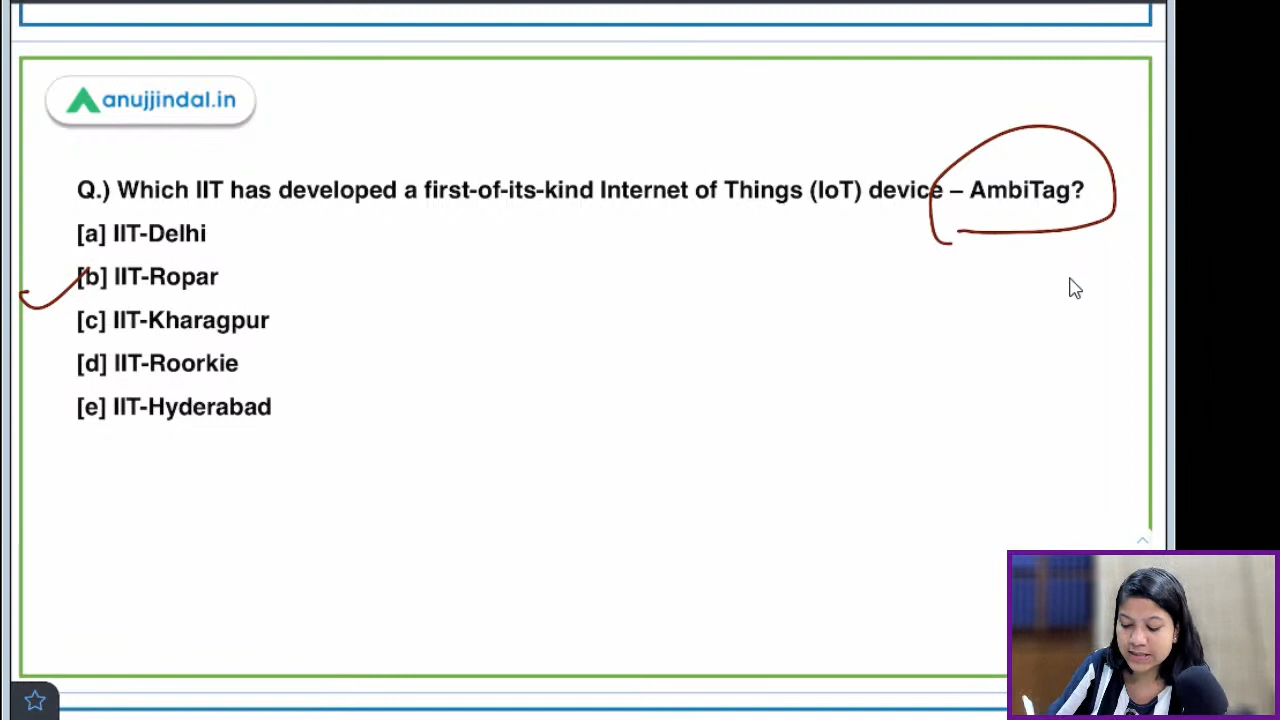 anujjindal.in
Q.) Which IIT has developed a first-of-its-kind Internet of Things (IoT) device – AmbiTag?
[a] IIT-Delhi
[b] IIT-Ropar
[c] IIT-Kharagpur
[d] IIT-Roorkie
[e] IIT-Hyderabad